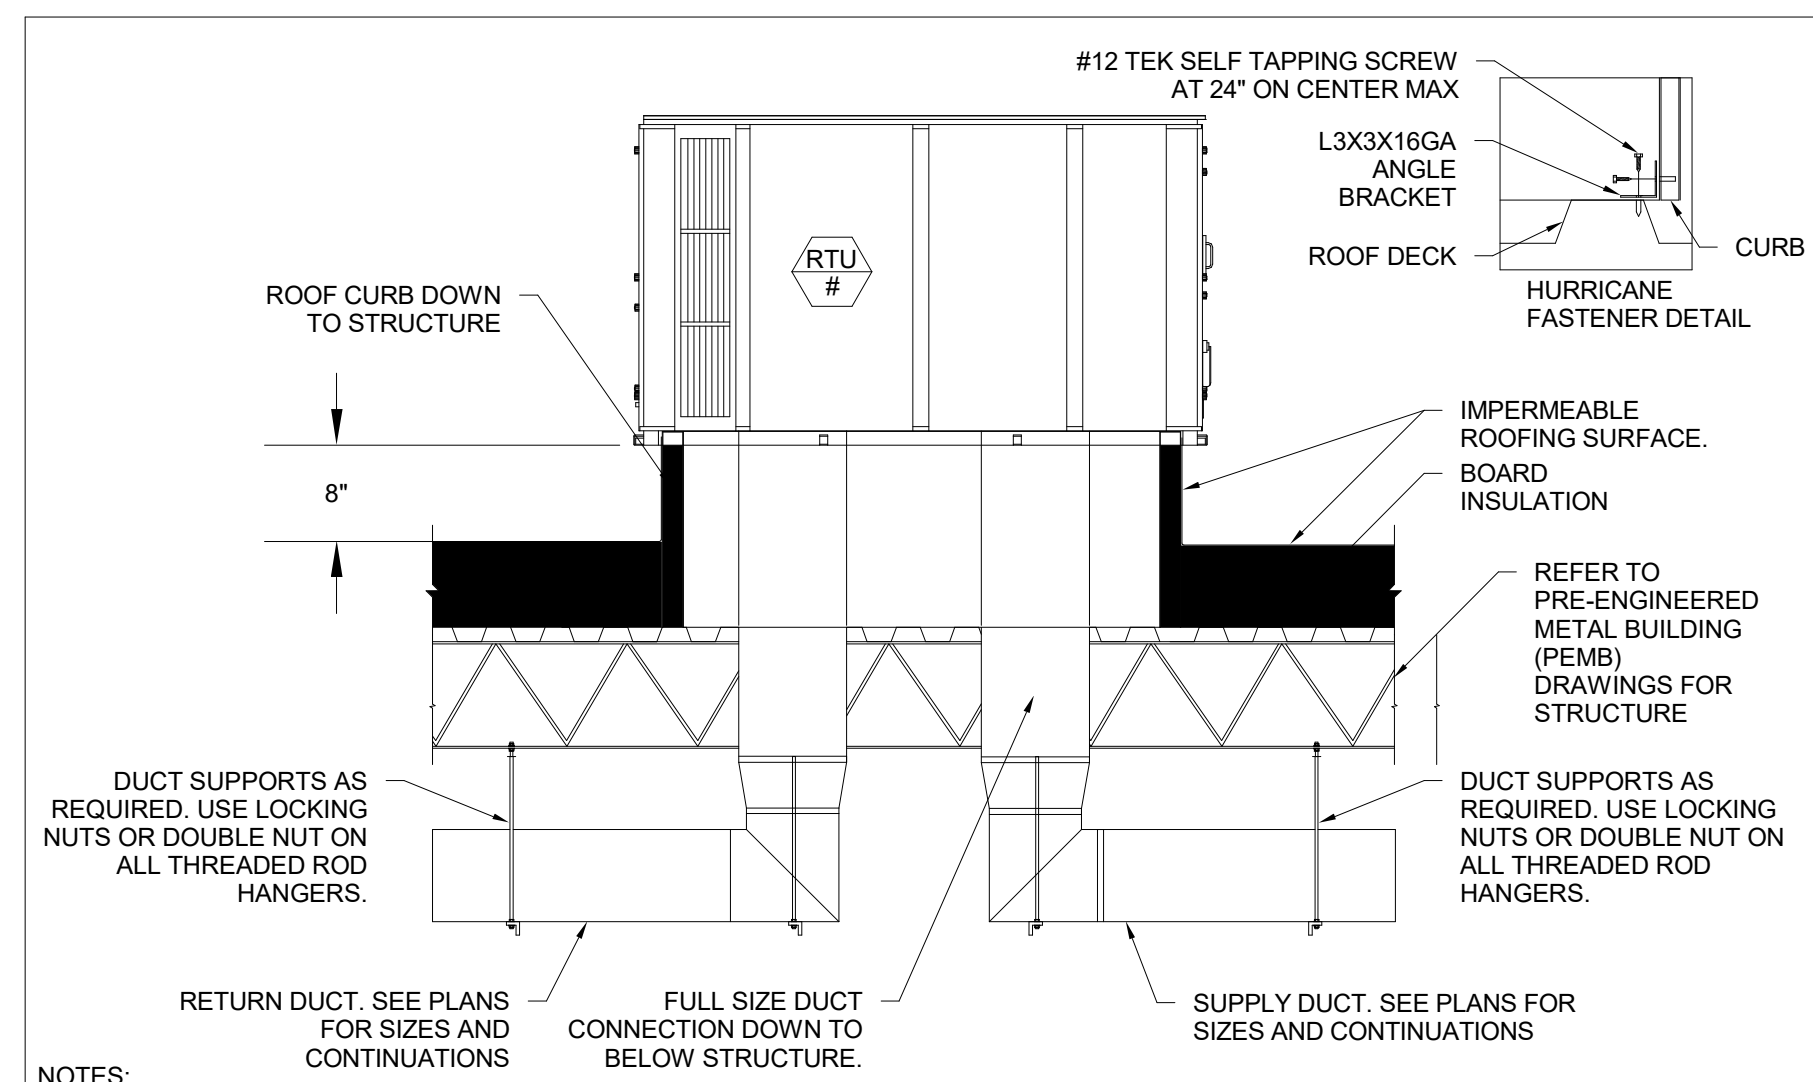 #12 TEK SELF TAPPING SCREW
AT 24" ON CENTER MAX
L3X3X16GA
ANGLE
BRACKET
ROOF DECK
CURB
HURRICANE
FASTENER DETAIL
RTU
#
ROOF CURB DOWN
TO STRUCTURE
8"
IMPERMEABLE
ROOFING SURFACE.
BOARD
INSULATION
REFER TO
PRE-ENGINEERED
METAL BUILDING
(PEMB)
DRAWINGS FOR
STRUCTURE
DUCT SUPPORTS AS
REQUIRED. USE LOCKING
NUTS OR DOUBLE NUT ON
ALL THREADED ROD
HANGERS.
DUCT SUPPORTS AS
REQUIRED. USE LOCKING
NUTS OR DOUBLE NUT ON
ALL THREADED ROD
HANGERS.
RETURN DUCT. SEE PLANS
FOR SIZES AND
CONTINUATIONS
FULL SIZE DUCT
CONNECTION DOWN TO
BELOW STRUCTURE.
SUPPLY DUCT. SEE PLANS FOR
SIZES AND CONTINUATIONS
NOTES: